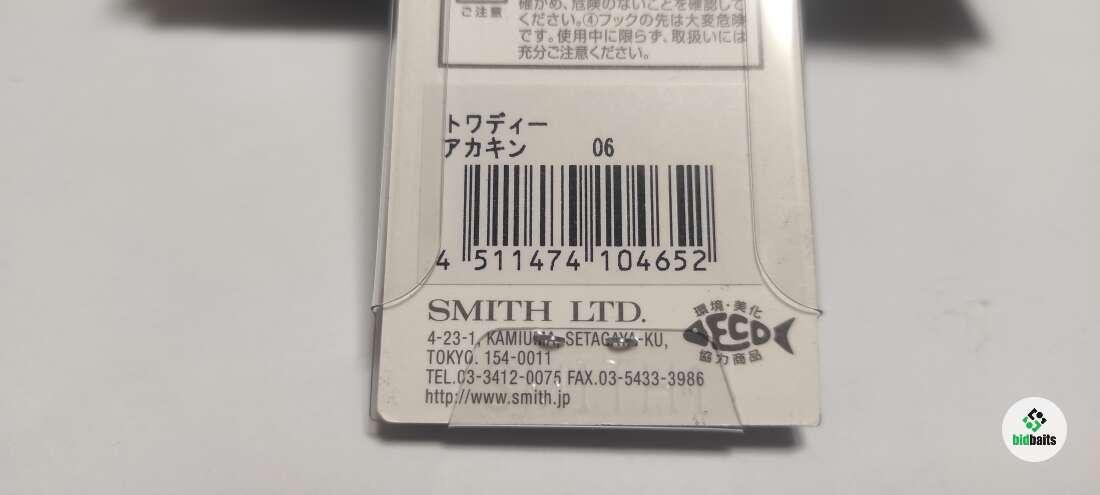 確かめ、危険のないことを確認して
ください。④フックの先は大変危険
です。使用中に限らず、取扱いには
充分ご注意ください。
ご注意
トワディー
アカキン 06
4 511474 104652
SMITH LTD.
4-23-1, KAMIUMA, SETAGAYA-KU,
TOKYO. 154-0011
TEL.03-3412-0075 FAX.03-5433-3986
http://www.smith.jp
環境・美化
ECO
協力商品
SMITH
bidbaits